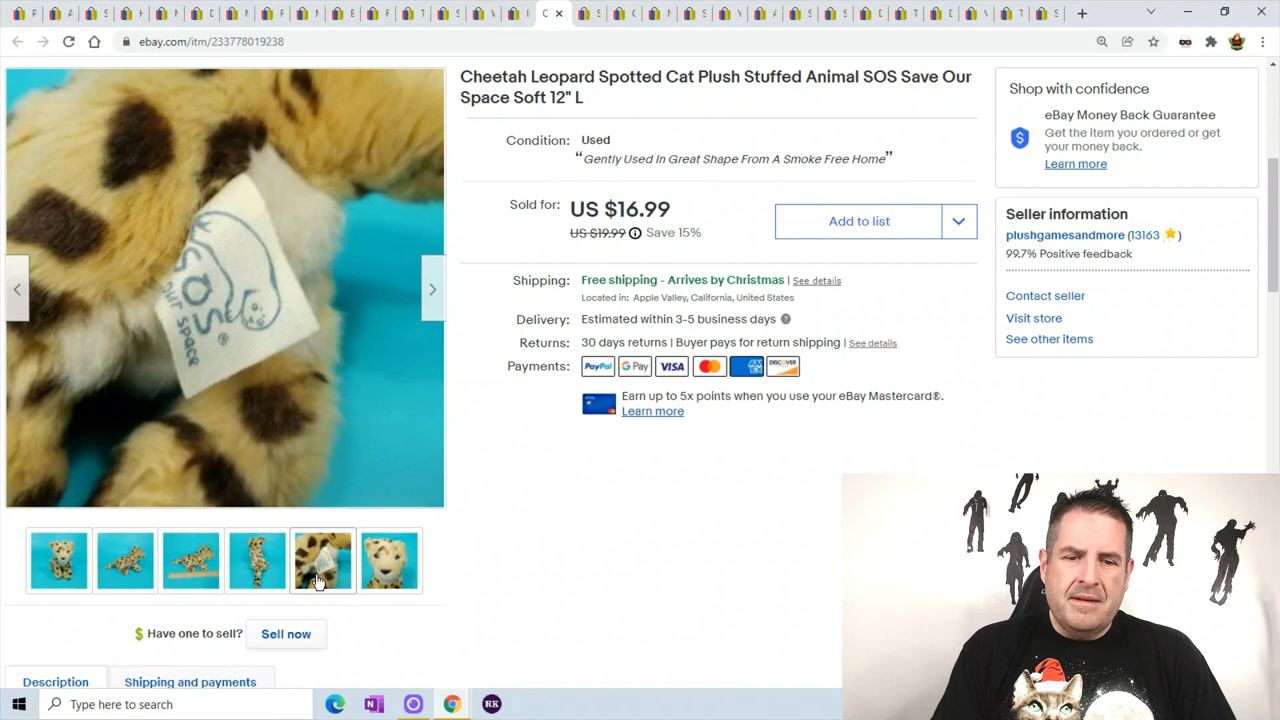 ebay.com/itm/233778019238
Cheetah Leopard Spotted Cat Plush Stuffed Animal SOS Save Our
Space Soft 12" L
Condition: Used
“Gently Used In Great Shape From A Smoke Free Home”
Sold for: US $16.99
US $19.99 Save 15%
Add to list
Shipping: Free shipping - Arrives by Christmas | See details
Located in: Apple Valley, California, United States
Delivery: Estimated within 3-5 business days
Returns: 30 days returns | Buyer pays for return shipping | See details
Payments: PayPal G Pay VISA
DISCOVER
Earn up to 5x points when you use your eBay Mastercard®.
Learn more
Shop with confidence
eBay Money Back Guarantee
Get the item you ordered or get
your money back.
Learn more
Seller information
plushgamesandmore (13163 )
99.7% Positive feedback
Contact seller
Visit store
See other items
SOS
our space
$ Have one to sell? Sell now
Description Shipping and payments
Type here to search
RK